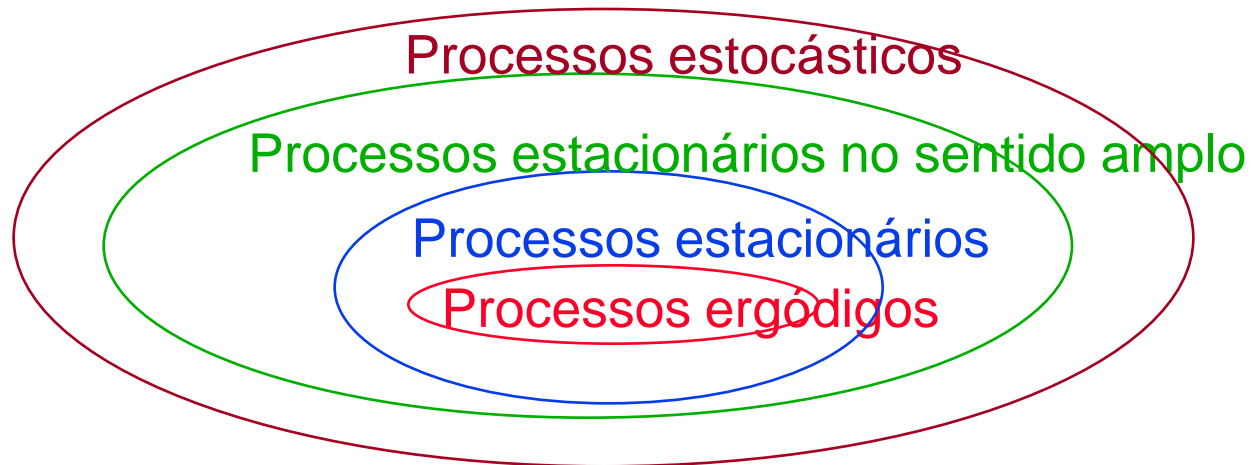 Processos estocásticos
Processos estacionários no sentido amplo
Processos estacionários
Processos ergódigos